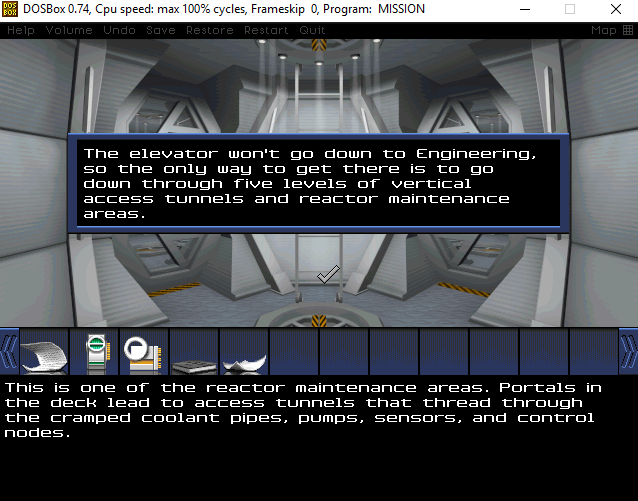 DOS
BOX
DOSBox 0.74, Cpu speed: max 100% cycles, Frameskip 0, Program: MISSION
Help Volume Undo Save Restore Restart Quit Map
The elevator won't go down to Engineering,
so the only way to get there is to go
down through five levels of vertical
access tunnels and reactor maintenance
areas.
This is one of the reactor maintenance areas. Portals in
the deck lead to access tunnels that thread through
the cramped coolant pipes, pumps, sensors, and control
nodes.